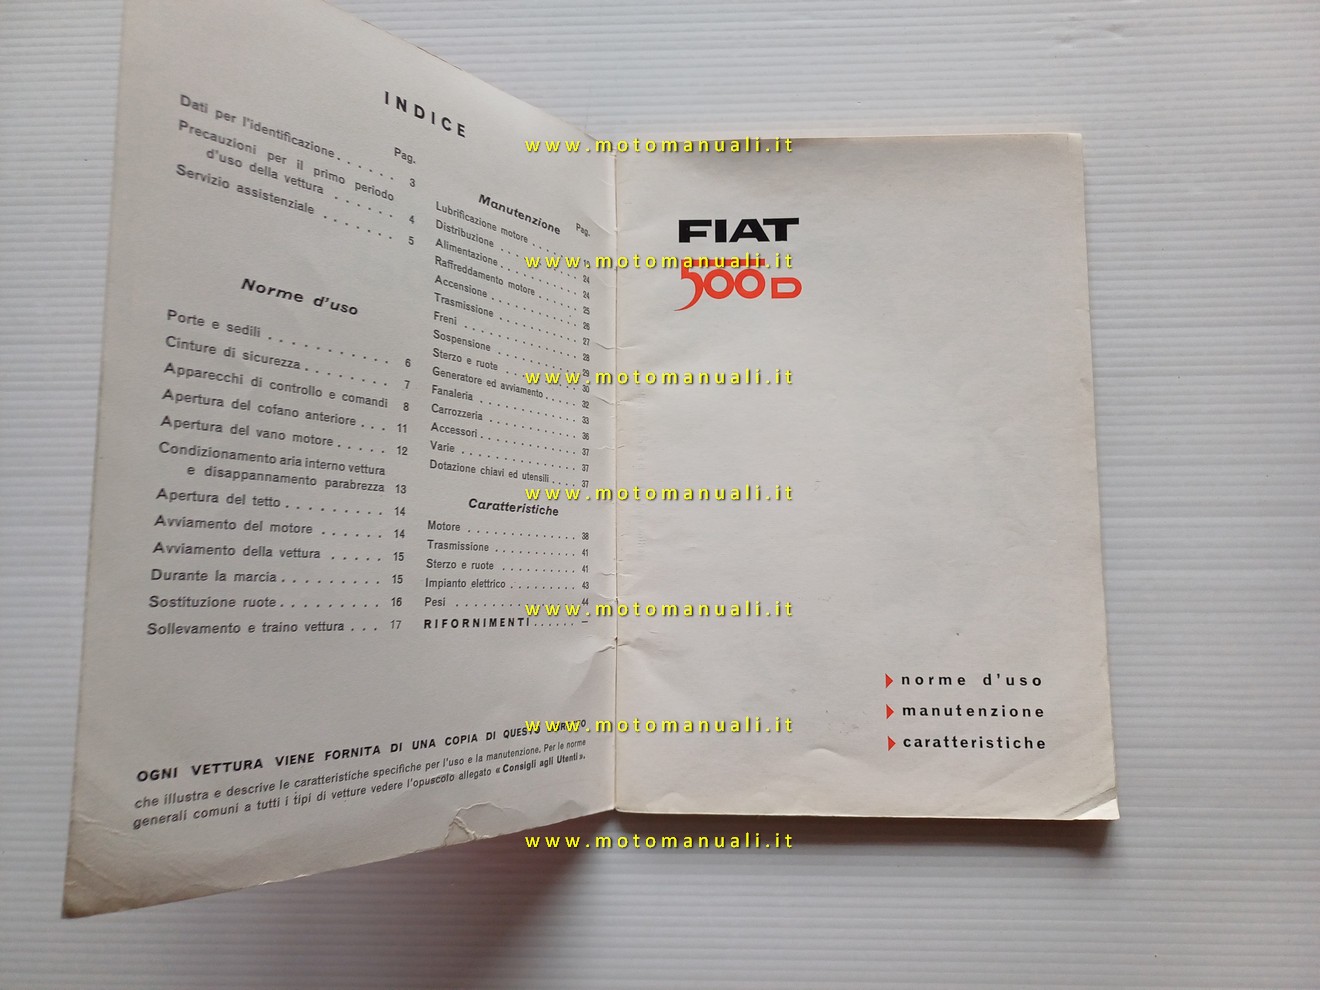 INDICE
Pag.
Dati per l'identificazione . . . . . . 3
Precauzioni per il primo periodo
d'uso della vettura . . . . . . 4
Servizio assistenziale . . . . . . . 5
Norme d'uso
Porte e sedili . . . . . . . . . . . 6
Cinture di sicurezza . . . . . . . . 7
Apparecchi di controllo e comandi 8
Apertura del cofano anteriore . . . 11
Apertura del vano motore . . . . . 12
Condizionamento aria interno vettura
e disappannamento parabrezza 13
Apertura del tetto . . . . . . . . . 14
Avviamento del motore . . . . . . 14
Avviamento della vettura . . . . . 15
Durante la marcia . . . . . . . . . 15
Sostituzione ruote . . . . . . . . . 16
Sollevamento e traino vettura . . . 17
Manutenzione
Pag.
Lubrificazione motore . . . . . .
Distribuzione . . . . . . . . . 24
Alimentazione . . . . . . . . . 24
Raffreddamento motore . . . . . 25
Accensione . . . . . . . . . . 26
Trasmissione . . . . . . . . . 27
Freni . . . . . . . . . . . . 28
Sospensione . . . . . . . . . 29
Sterzo e ruote . . . . . . . . 30
Generatore ed avviamento . . . . . 32
Fanaleria . . . . . . . . . . . 33
Carrozzeria . . . . . . . . . . 36
Accessori . . . . . . . . . . . 37
Varie . . . . . . . . . . . . . 37
Dotazione chiavi ed utensili . . . . 37
Caratteristiche
Motore . . . . . . . . . . . . . 38
Trasmissione . . . . . . . . . . 41
Sterzo e ruote . . . . . . . . . 41
Impianto elettrico . . . . . . . . 43
Pesi . . . . . . . . . . . . . 44
RIFORNIMENTI . . . . . . —
OGNI VETTURA VIENE FORNITA DI UNA COPIA DI QUESTO
che illustra e descrive le caratteristiche specifiche per l'uso e la manutenzione. Per le norme
generali comuni a tutti i tipi di vetture vedere l'opuscolo allegato « Consigli agli Utenti ».
FIAT
500 D
norme d'uso
manutenzione
caratteristiche
www.motomanuali.it
www.motomanuali.it
www.motomanuali.it
www.motomanuali.it
www.motomanuali.it
www.motomanuali.it
www.motomanuali.it